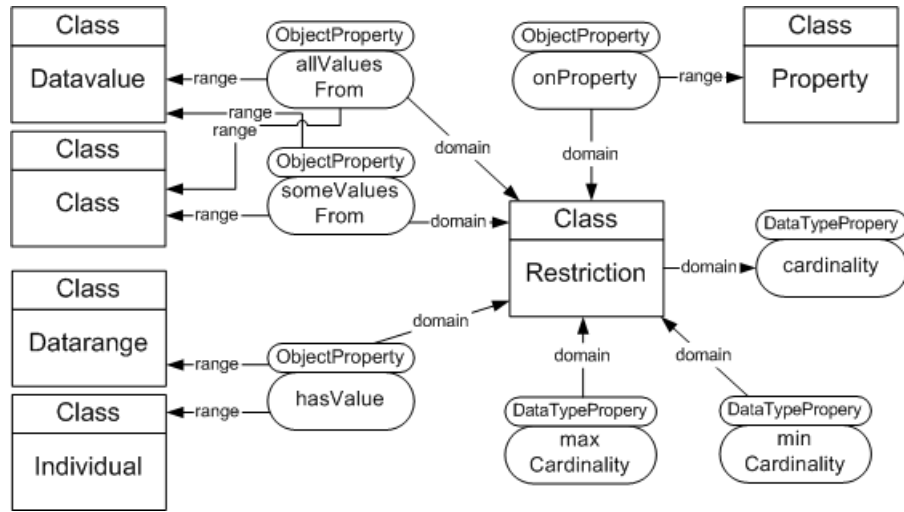 Class
Datavalue
ObjectProperty
allValues
From
range
ObjectProperty
onProperty
range
Class
Property
range
range
domain
domain
Class
Class
ObjectProperty
someValues
From
range
domain
Class
Restriction
DataTypePropery
cardinality
domain
Class
Datarange
domain
ObjectProperty
hasValue
range
range
Class
Individual
domain
domain
DataTypePropery
max
Cardinality
DataTypePropery
min
Cardinality